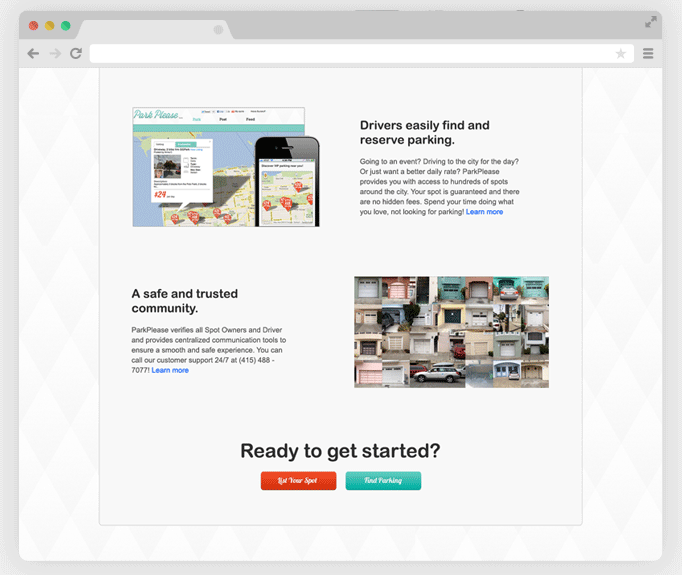 Park Please
$24
Drivers easily find and
reserve parking.
Going to an event? Driving to the city for the day?
Or just want a better daily rate? ParkPlease
provides you with access to hundreds of spots
around the city. Your spot is guaranteed and there
are no hidden fees. Spend your time doing what
you love, not looking for parking! Learn more
A safe and trusted
community.
ParkPlease verifies all Spot Owners and Driver
and provides centralized communication tools to
ensure a smooth and safe experience. You can
call our customer support 24/7 at (415) 488 -
7077! Learn more
Ready to get started?
List Your Spot
Find Parking